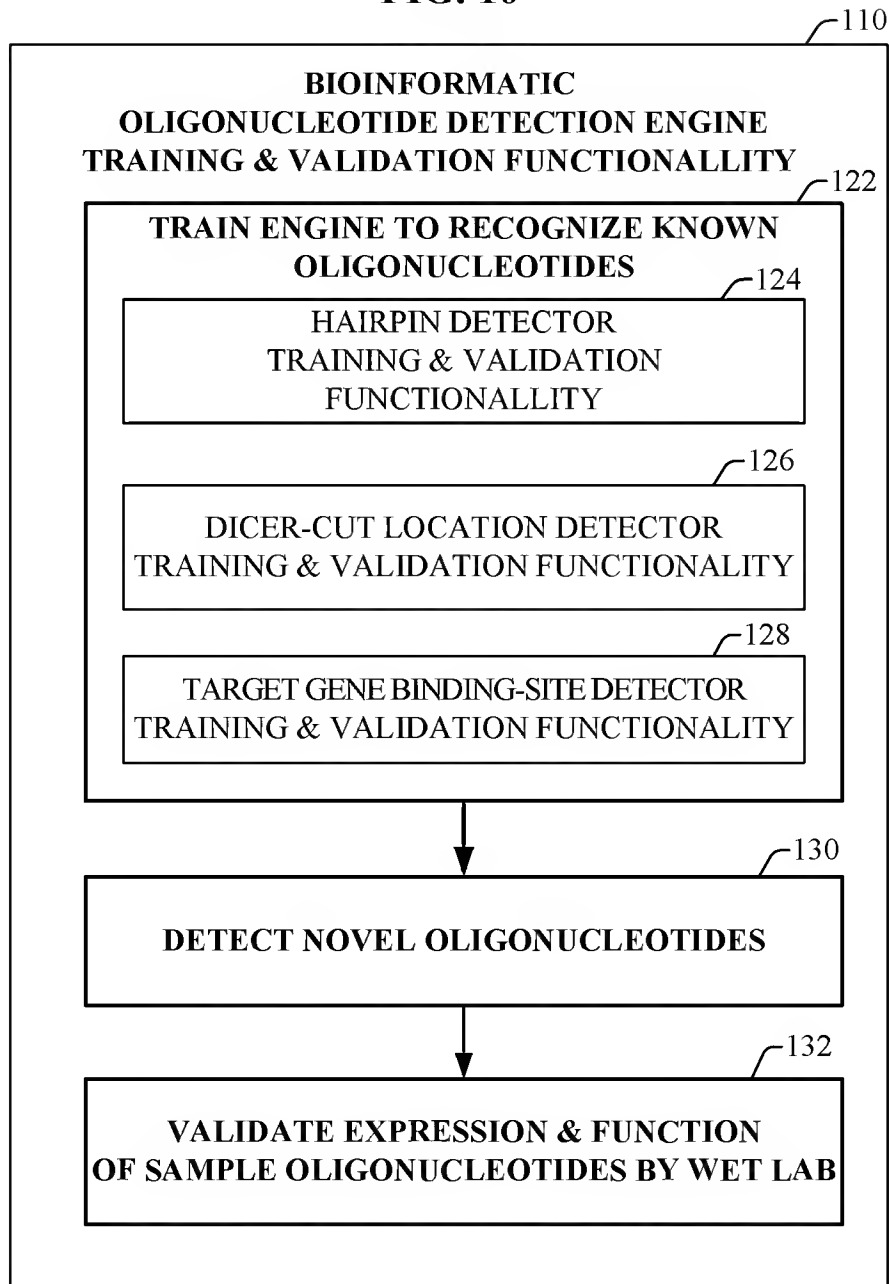 110
BIOINFORMATIC
OLIGONUCLEOTIDE DETECTION ENGINE
TRAINING & VALIDATION FUNCTIONALLITY
122
TRAIN ENGINE TO RECOGNIZE KNOWN
OLIGONUCLEOTIDES
124
HAIRPIN DETECTOR
TRAINING & VALIDATION
FUNCTIONALLITY
126
DICER-CUT LOCATION DETECTOR
TRAINING & VALIDATION FUNCTIONALITY
128
TARGET GENE BINDING-SITE DETECTOR
TRAINING & VALIDATION FUNCTIONALITY
130
DETECT NOVEL OLIGONUCLEOTIDES
132
VALIDATE EXPRESSION & FUNCTION
OF SAMPLE OLIGONUCLEOTIDES BY WET LAB